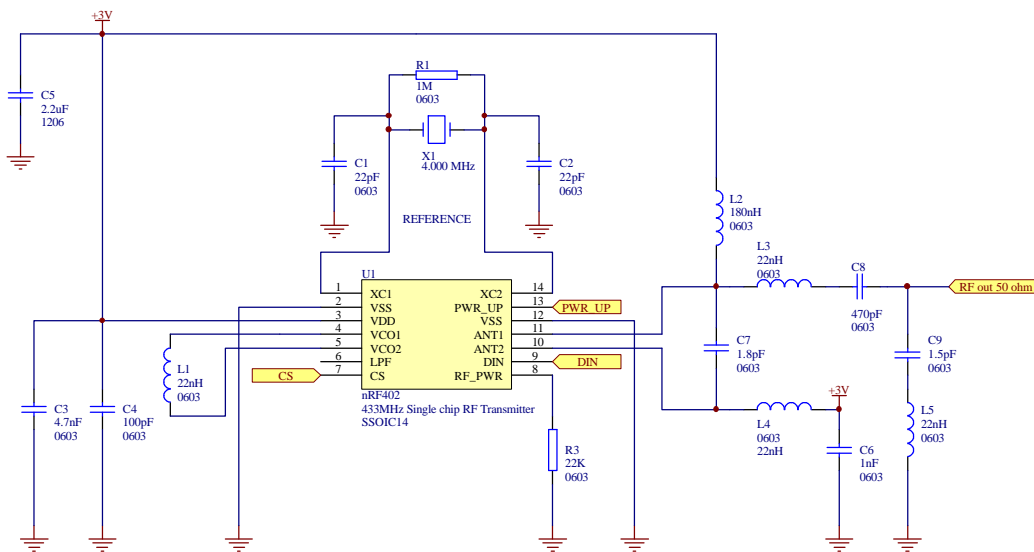 +3V
C5
2.2uF
1206
R1
1M
0603
X1
4.000 MHz
C1
22pF
0603
C2
22pF
0603
REFERENCE
L2
180nH
0603
L3
22nH
0603
C8
470pF
0603
RF out 50 ohm
U1
1 XC1 XC2 14
2 VSS PWR_UP 13 PWR_UP
3 VDD VSS 12
4 VCO1 ANT1 11
5 VCO2 ANT2 10
6 LPF DIN 9 DIN
CS 7 CS RF_PWR 8
nRF402
433MHz Single chip RF Transmitter
SSOIC14
L1
22nH
0603
C3
4.7nF
0603
C4
100pF
0603
R3
22K
0603
C7
1.8pF
C9
1.5pF
0603
+3V
L4
0603
22nH
C6
1nF
0603
L5
22nH
0603